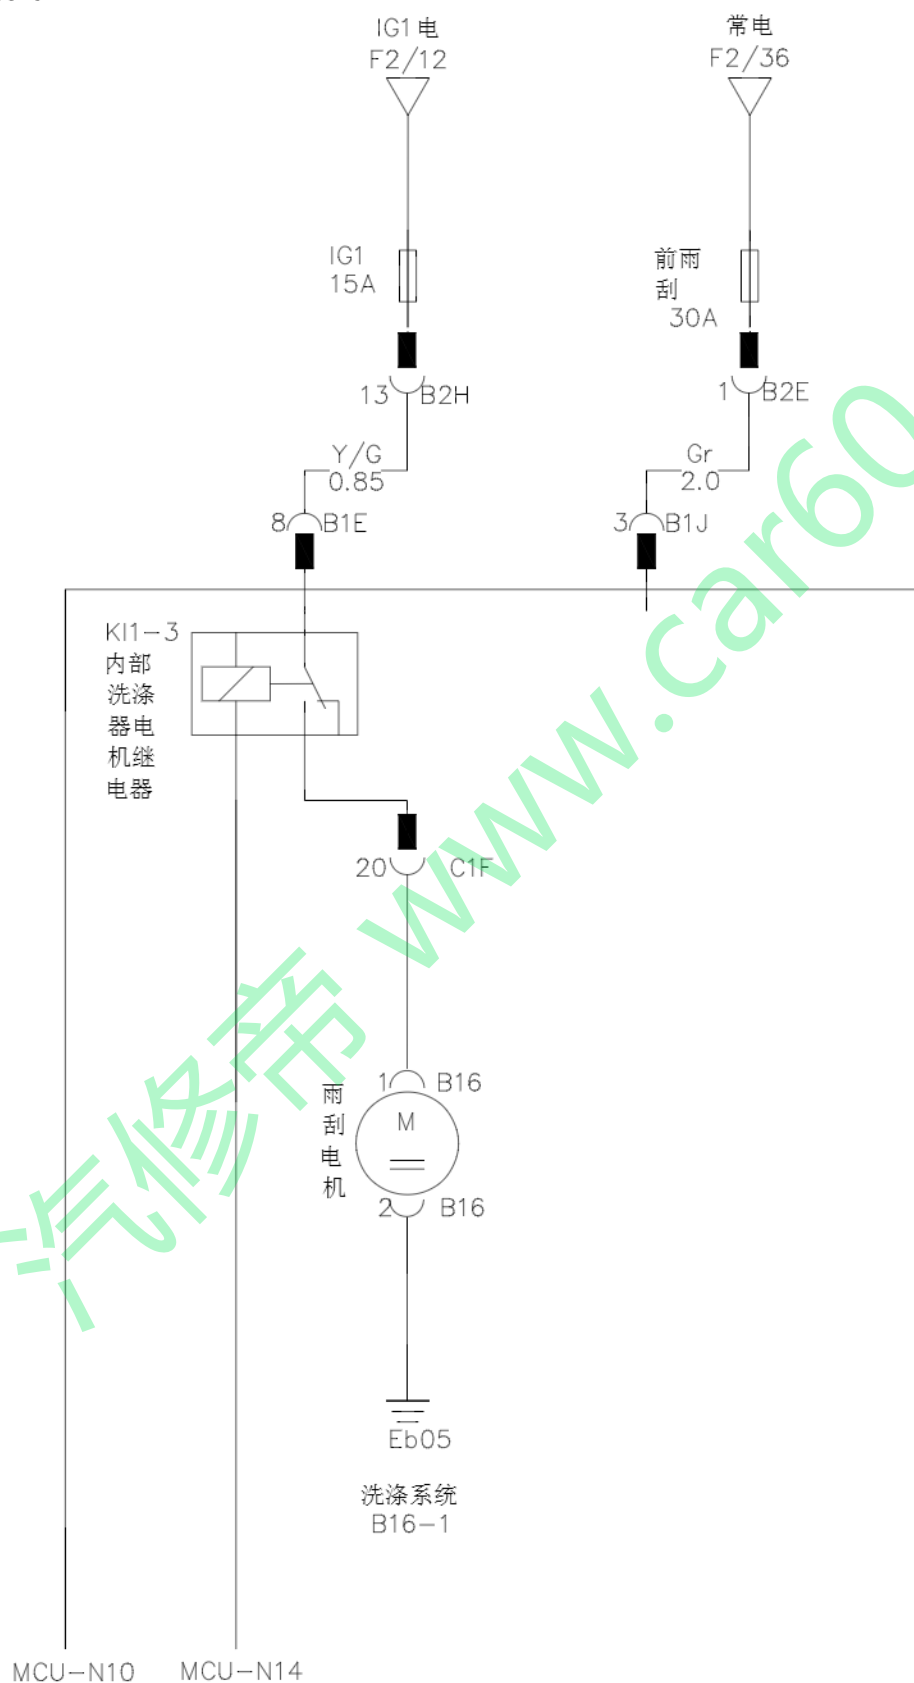 IG1 电
F2/12
常电
F2/36
IG1
15A
前雨
刮
30A
13 B2H
1 B2E
Y/G
0.85
Gr
2.0
8 B1E
3 B1J
KI1-3
内部
洗涤
器电
机继
电器
20 C1F
1 B16
雨
刮
电
机
M
2 B16
Eb05
洗涤系统
B16-1
MCU-N10 MCU-N14
汽修帝 www.car60